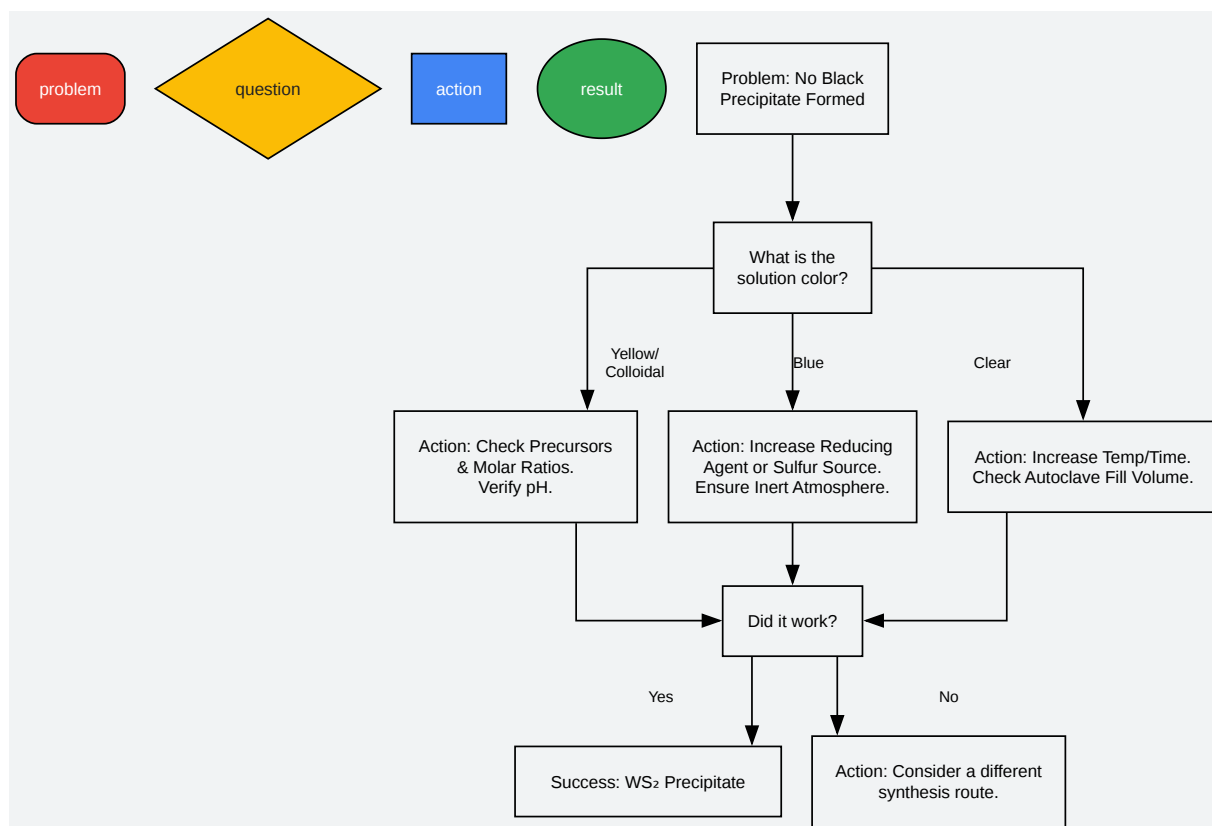 problem
question
action
result
Problem: No Black
Precipitate Formed
What is the
solution color?
Yellow/
Colloidal
Blue
Clear
Action: Check Precursors
& Molar Ratios.
Verify pH.
Action: Increase Reducing
Agent or Sulfur Source.
Ensure Inert Atmosphere.
Action: Increase Temp/Time.
Check Autoclave Fill Volume.
Did it work?
Yes
No
Success: WS₂ Precipitate
Action: Consider a different
synthesis route.